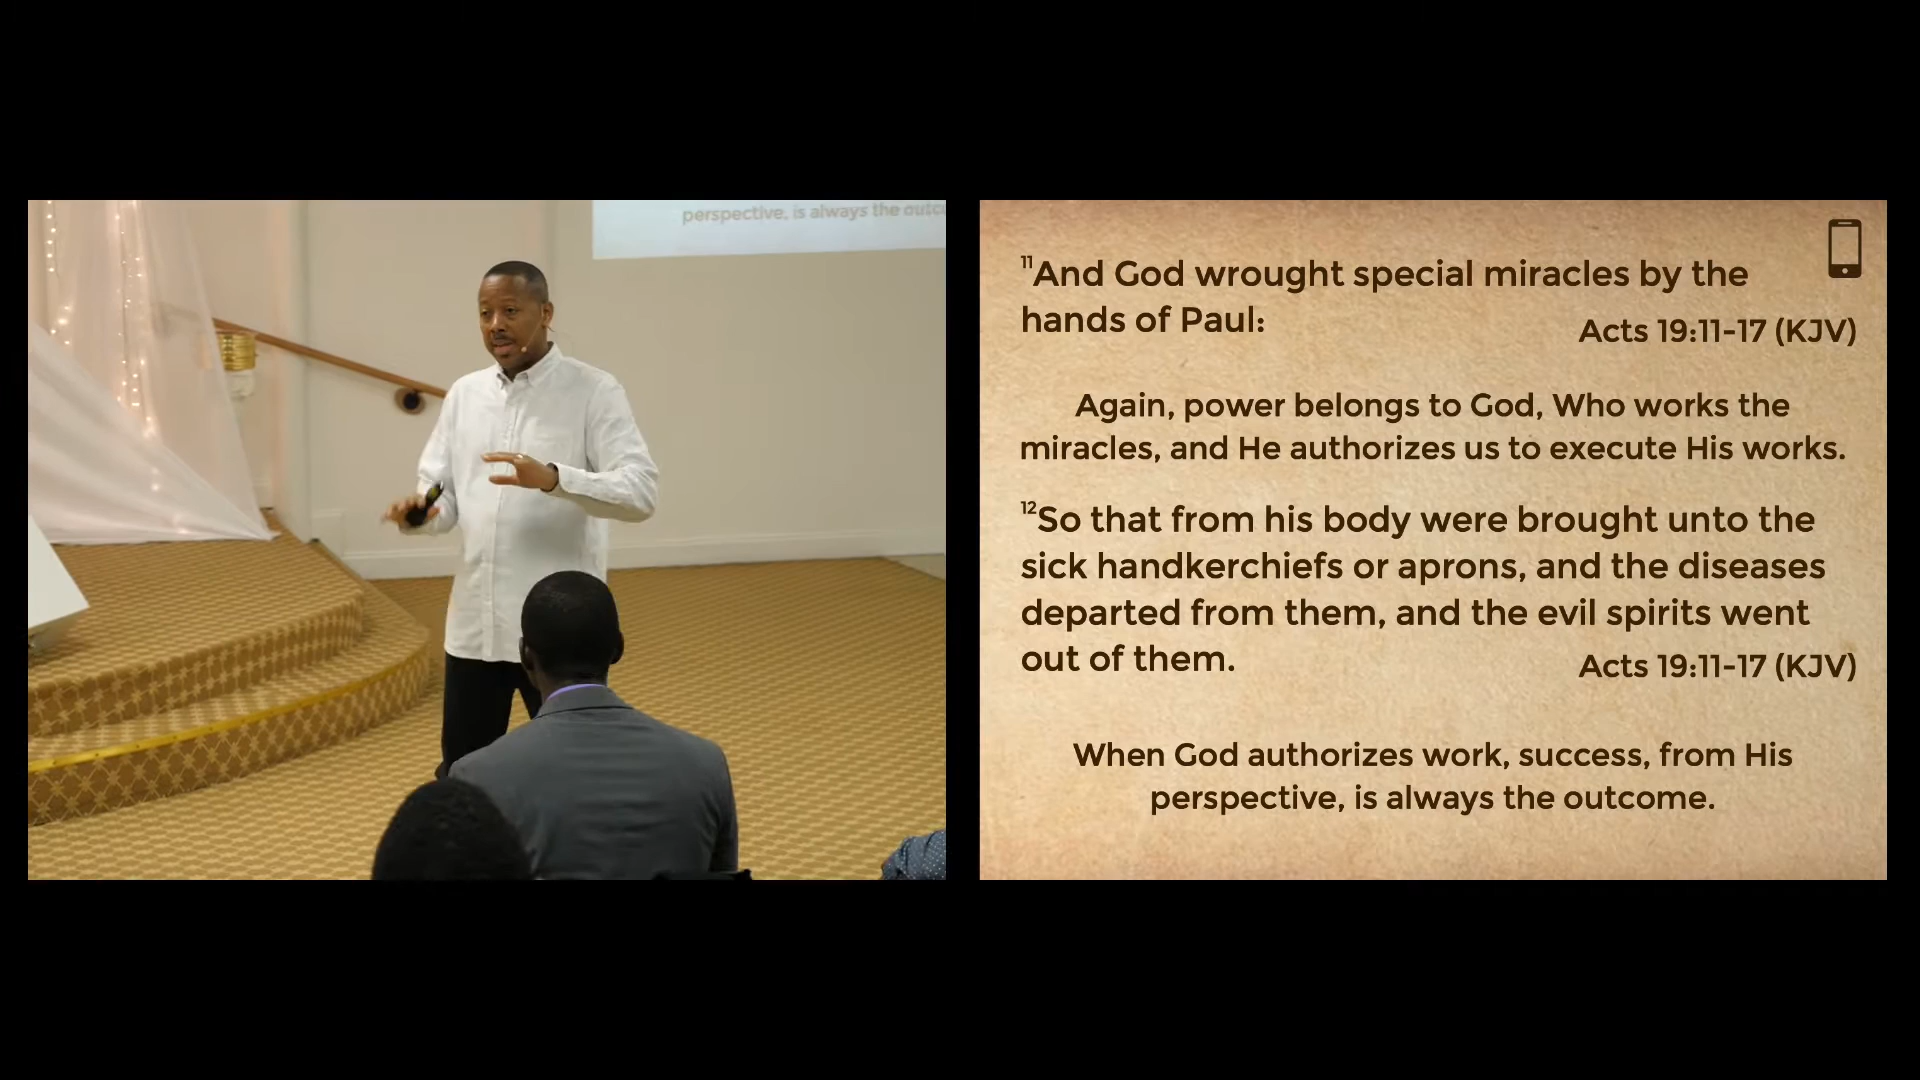 perspective, is always the outco
11And God wrought special miracles by the
hands of Paul:
Acts 19:11-17 (KJV)
Again, power belongs to God, Who works the
miracles, and He authorizes us to execute His works.
12So that from his body were brought unto the
sick handkerchiefs or aprons, and the diseases
departed from them, and the evil spirits went
out of them.
Acts 19:11-17 (KJV)
When God authorizes work, success, from His
perspective, is always the outcome.